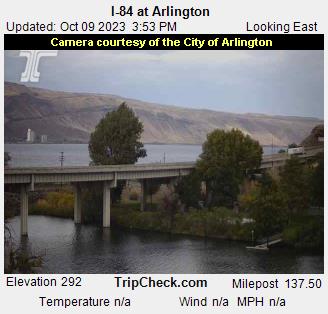 I-84 at Arlington
Updated: Oct 09 2023 3:53 PM Looking East
Camera courtesy of the City of Arlington
Elevation 292 TripCheck.com Milepost 137.50
Temperature n/a Wind n/a MPH n/a